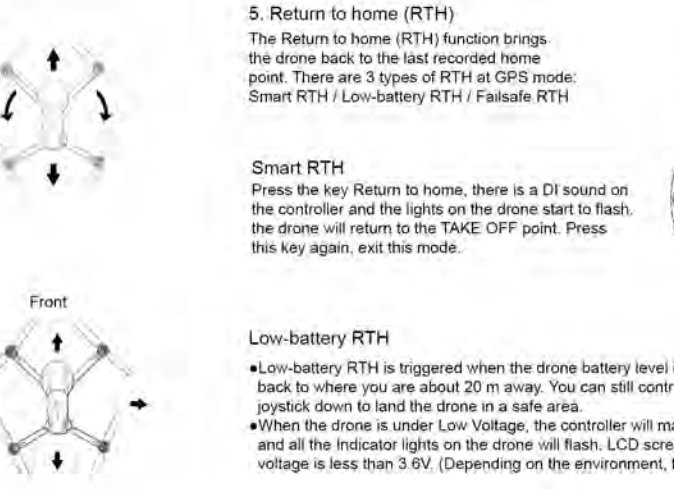 5. Return to home (RTH)
The Return to home (RTH) function brings
the drone back to the last recorded home
point. There are 3 types of RTH at GPS mode:
Smart RTH / Low-battery RTH / Failsafe RTH
Smart RTH
Press the key Return to home, there is a DI sound on
the controller and the lights on the drone start to flash,
the drone will return to the TAKE OFF point. Press
this key again, exit this mode.
Front
Low-battery RTH
●Low-battery RTH is triggered when the drone battery level
back to where you are about 20 m away. You can still contr
joystick down to land the drone in a safe area.
●When the drone is under Low Voltage, the controller will ma
and all the Indicator lights on the drone will flash. LCD scre
voltage is less than 3.6V. (Depending on the environment,